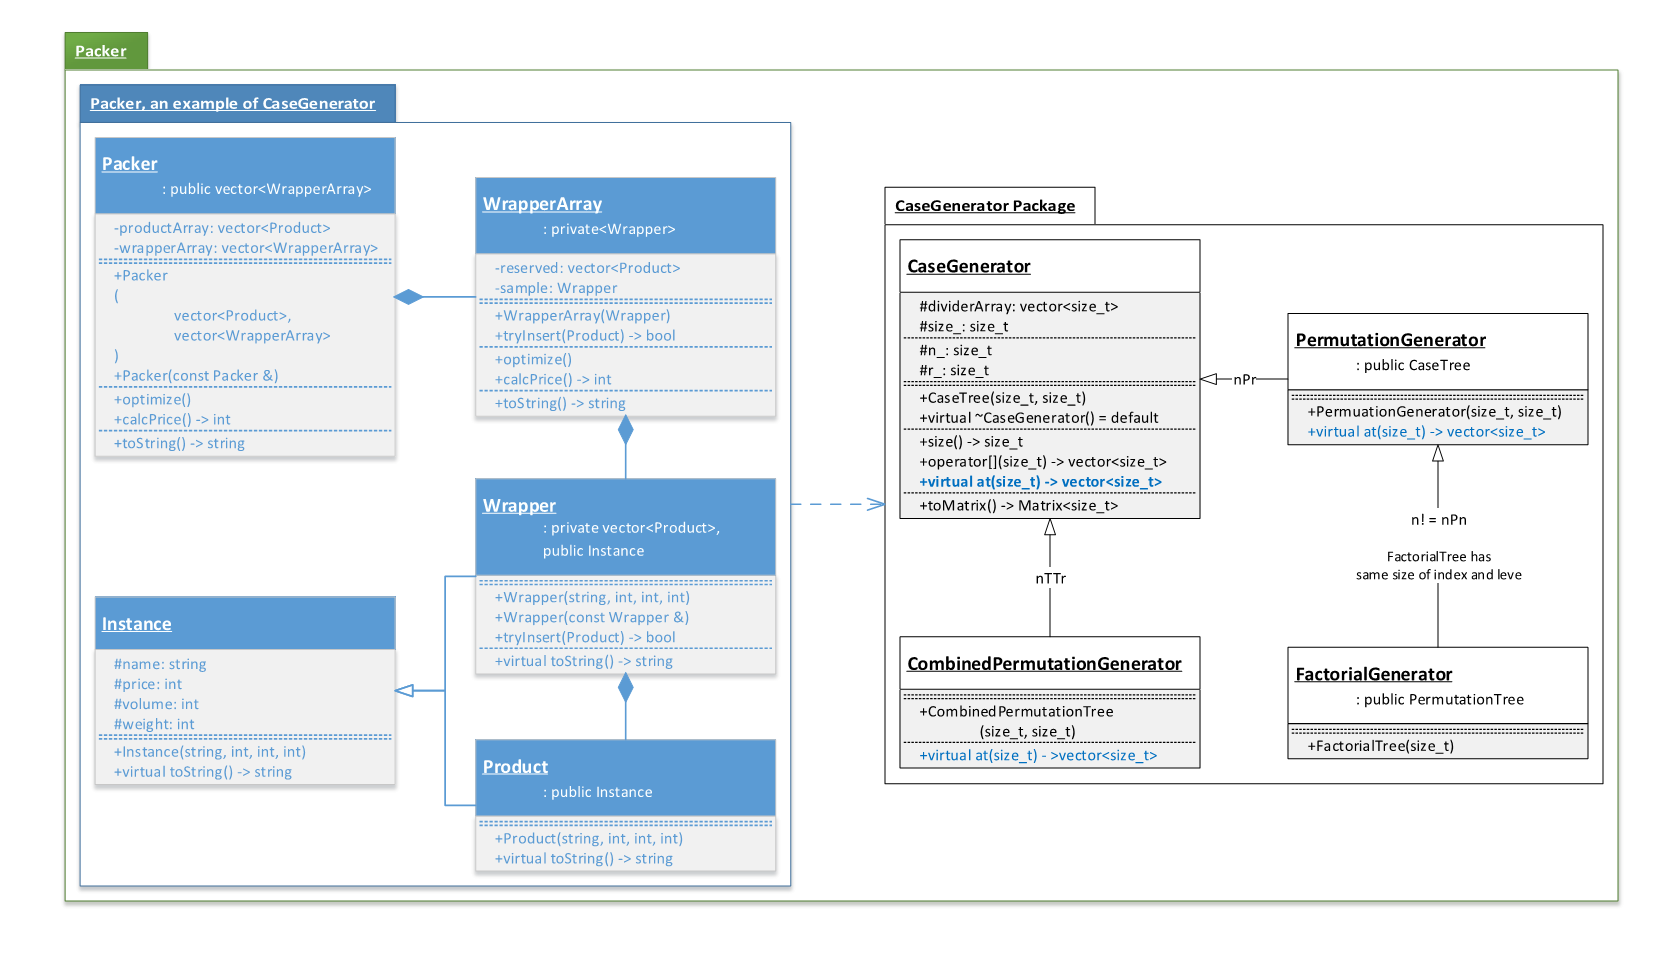 Packer
Packer, an example of CaseGenerator
Packer
: public vector<WrapperArray>
-productArray: vector<Product>
-wrapperArray: vector<WrapperArray>
+Packer
(
vector<Product>,
vector<WrapperArray>
)
+Packer(const Packer &)
+optimize()
+calcPrice() -> int
+toString() -> string
WrapperArray
: private<Wrapper>
-reserved: vector<Product>
-sample: Wrapper
+WrapperArray(Wrapper)
+tryInsert(Product) -> bool
+optimize()
+calcPrice() -> int
+toString() -> string
Wrapper
: private vector<Product>,
public Instance
+Wrapper(string, int, int, int)
+Wrapper(const Wrapper &)
+tryInsert(Product) -> bool
+virtual toString() -> string
Instance
#name: string
#price: int
#volume: int
#weight: int
+Instance(string, int, int, int)
+virtual toString() -> string
Product
: public Instance
+Product(string, int, int, int)
+virtual toString() -> string
CaseGenerator Package
CaseGenerator
#dividerArray: vector<size_t>
#size_: size_t
#n_: size_t
#r_: size_t
+CaseTree(size_t, size_t)
+virtual ~CaseGenerator() = default
+size() -> size_t
+operator[](size_t) -> vector<size_t>
+virtual at(size_t) -> vector<size_t>
+toMatrix() -> Matrix<size_t>
nPr
PermutationGenerator
: public CaseTree
+PermuationGenerator(size_t, size_t)
+virtual at(size_t) -> vector<size_t>
n! = nPn
FactorialTree has
same size of index and leve
nTTr
CombinedPermutationGenerator
+CombinedPermutationTree
(size_t, size_t)
+virtual at(size_t) - >vector<size_t>
FactorialGenerator
: public PermutationTree
+FactorialTree(size_t)